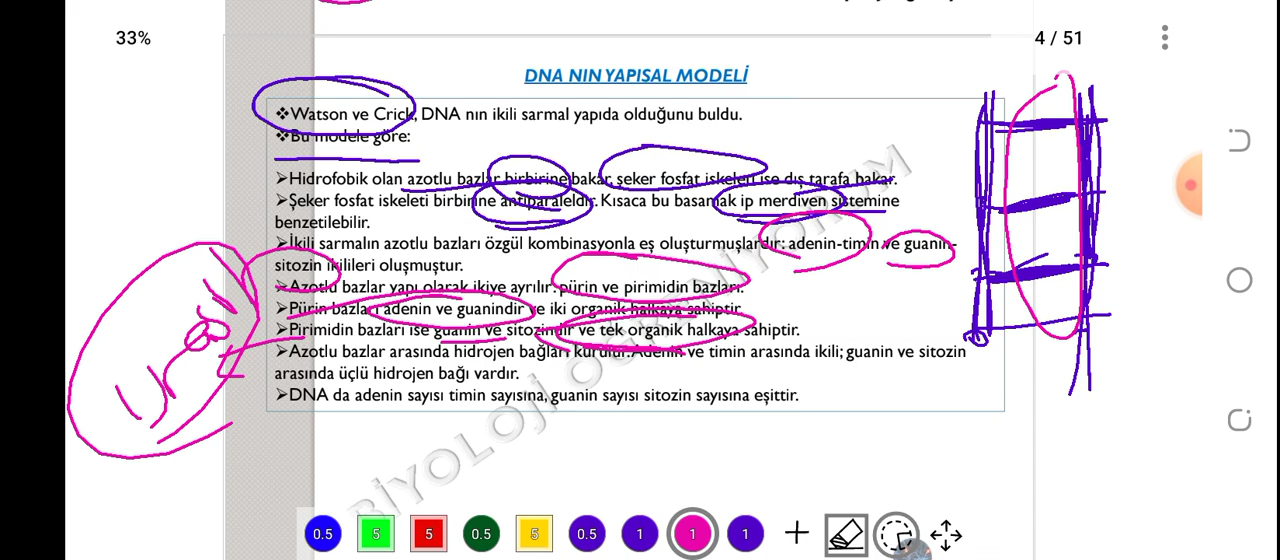 33%
4 / 51
DNA NIN YAPISAL MODELİ
❖Watson ve Crick, DNA nın ikili sarmal yapıda olduğunu buldu.
❖Bu modele göre:
➢Hidrofobik olan azotlu bazlar birbirine bakar, şeker fosfat iskeleti ise dış tarafa bakar.
➢Şeker fosfat iskeleti birbirine antiparaleldir. Kısaca bu basamak ip merdiven sistemine
benzetilebilir.
➢İkili sarmalın azotlu bazları özgül kombinasyonla eş oluşturmuşlardır: adenin-timin ve guanin-
sitozin ikilileri oluşmuştur.
➢Azotlu bazlar yapı olarak ikiye ayrılır: pürin ve pirimidin bazları.
➢Pürin bazları adenin ve guanindir ve iki organik halkaya sahiptir.
➢Pirimidin bazları ise guanin ve sitozindir ve tek organik halkaya sahiptir.
➢Azotlu bazlar arasında hidrojen bağları kurulur. Adenin ve timin arasında ikili; guanin ve sitozin
arasında üçlü hidrojen bağı vardır.
➢DNA da adenin sayısı timin sayısına, guanin sayısı sitozin sayısına eşittir.
0.5 5 5 0.5 5 0.5 1 1 1